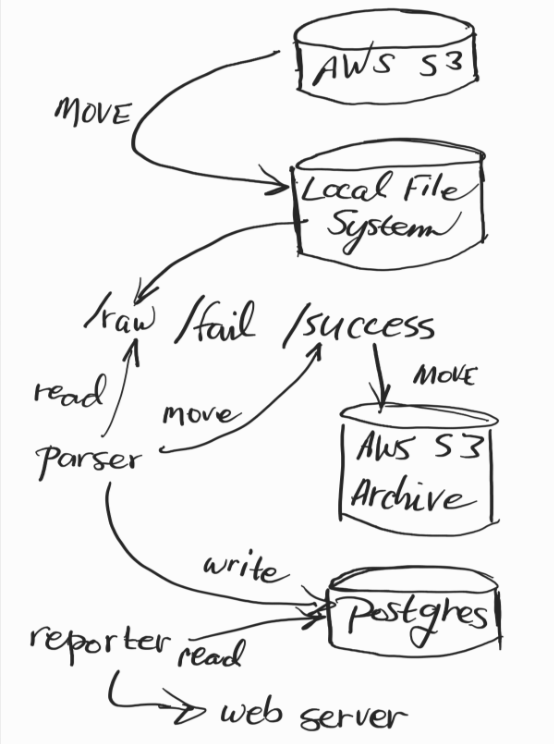 AWS S3
MOVE
Local File
System
/raw /fail /success
read
move
MOVE
parser
AWS S3
Archive
write
Postgres
reporter
read
web server